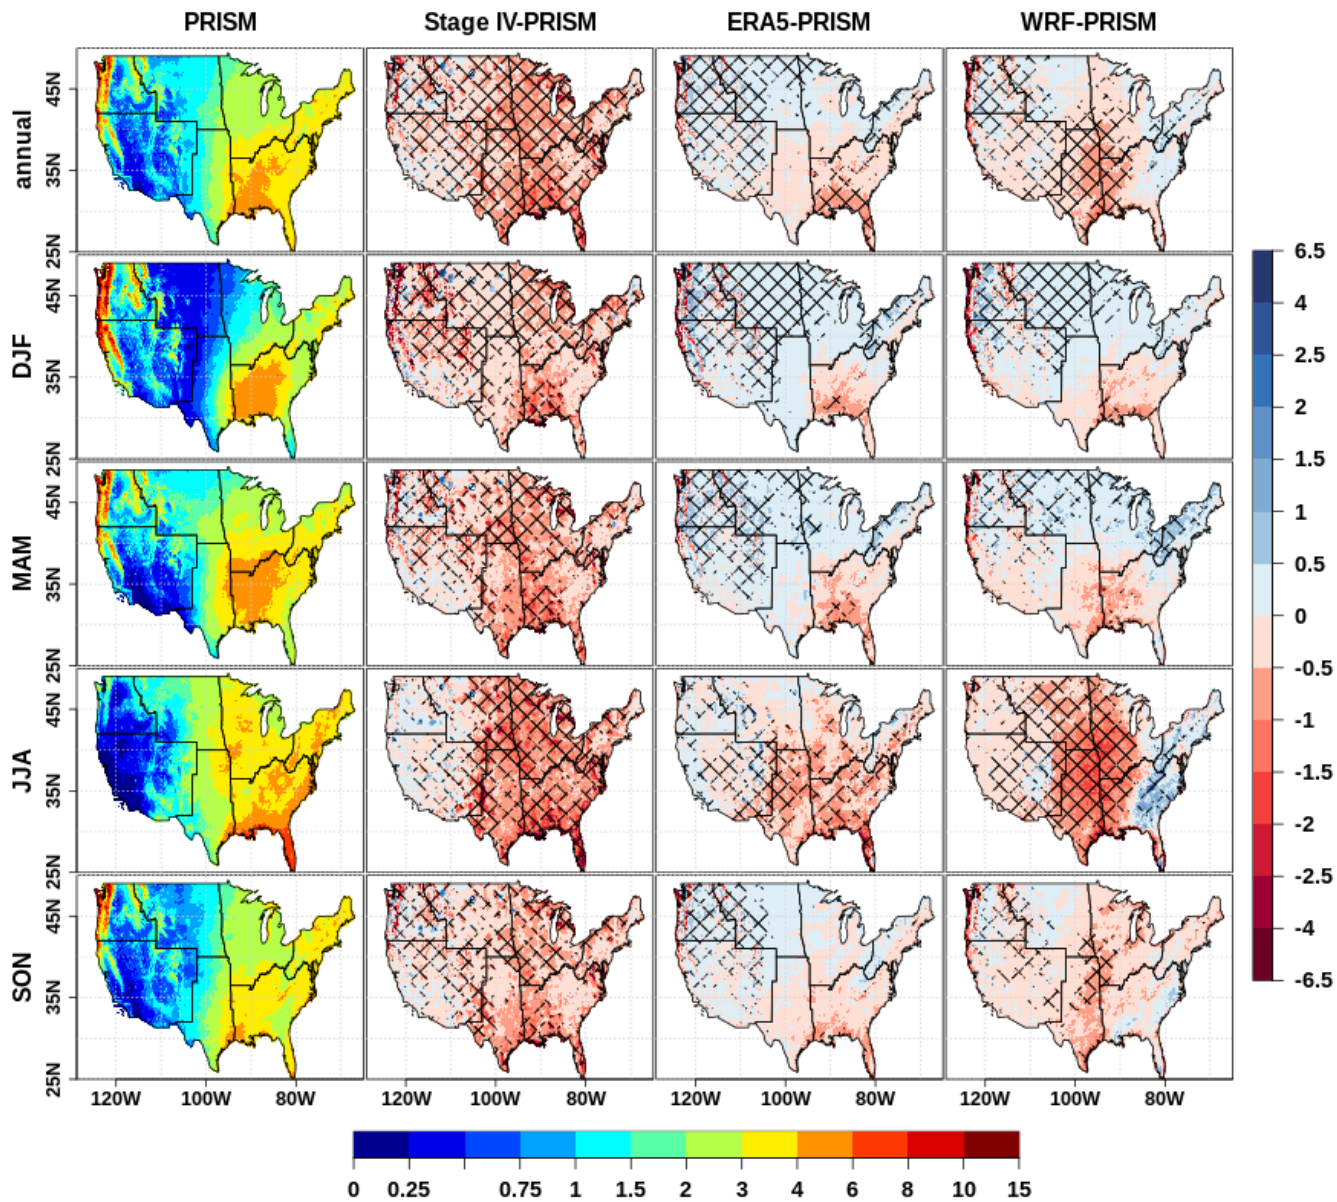 PRISM Stage IV-PRISM ERA5-PRISM WRF-PRISM
annual
45N
35N
25N
DJF
45N
35N
25N
MAM
45N
35N
25N
JJA
45N
35N
25N
SON
45N
35N
25N
120W 100W 80W 120W 100W 80W 120W 100W 80W 120W 100W 80W
6.5
4
2.5
2
1.5
1
0.5
0
-0.5
-1
-1.5
-2
-2.5
-4
-6.5
0 0.25 0.75 1 1.5 2 3 4 6 8 10 15